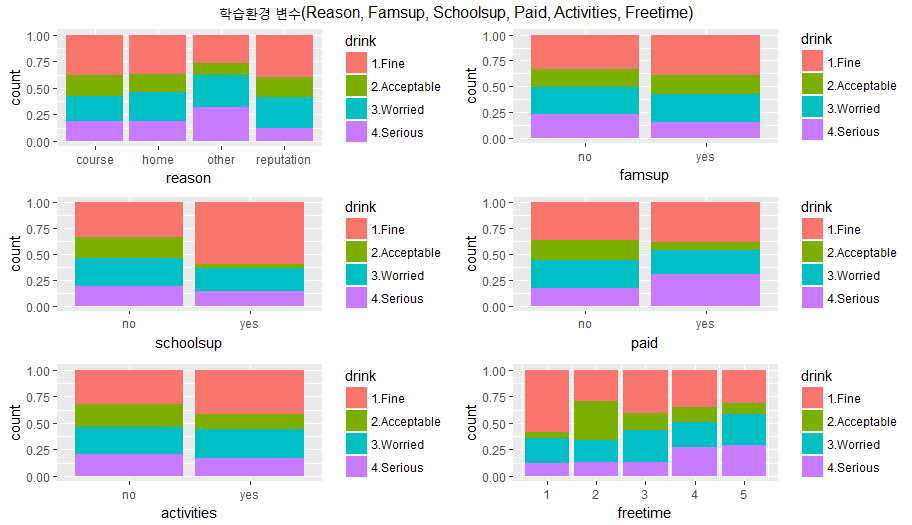 학습환경 변수(Reason, Famsup, Schoolsup, Paid, Activities, Freetime)
count
1.00
0.75
0.50
0.25
0.00
course home other reputation
reason
drink
1.Fine
2.Acceptable
3.Worried
4.Serious
count
1.00
0.75
0.50
0.25
0.00
no yes
famsup
drink
1.Fine
2.Acceptable
3.Worried
4.Serious
count
1.00
0.75
0.50
0.25
0.00
no yes
schoolsup
drink
1.Fine
2.Acceptable
3.Worried
4.Serious
count
1.00
0.75
0.50
0.25
0.00
no yes
paid
drink
1.Fine
2.Acceptable
3.Worried
4.Serious
count
1.00
0.75
0.50
0.25
0.00
no yes
activities
drink
1.Fine
2.Acceptable
3.Worried
4.Serious
count
1.00
0.75
0.50
0.25
0.00
1 2 3 4 5
freetime
drink
1.Fine
2.Acceptable
3.Worried
4.Serious